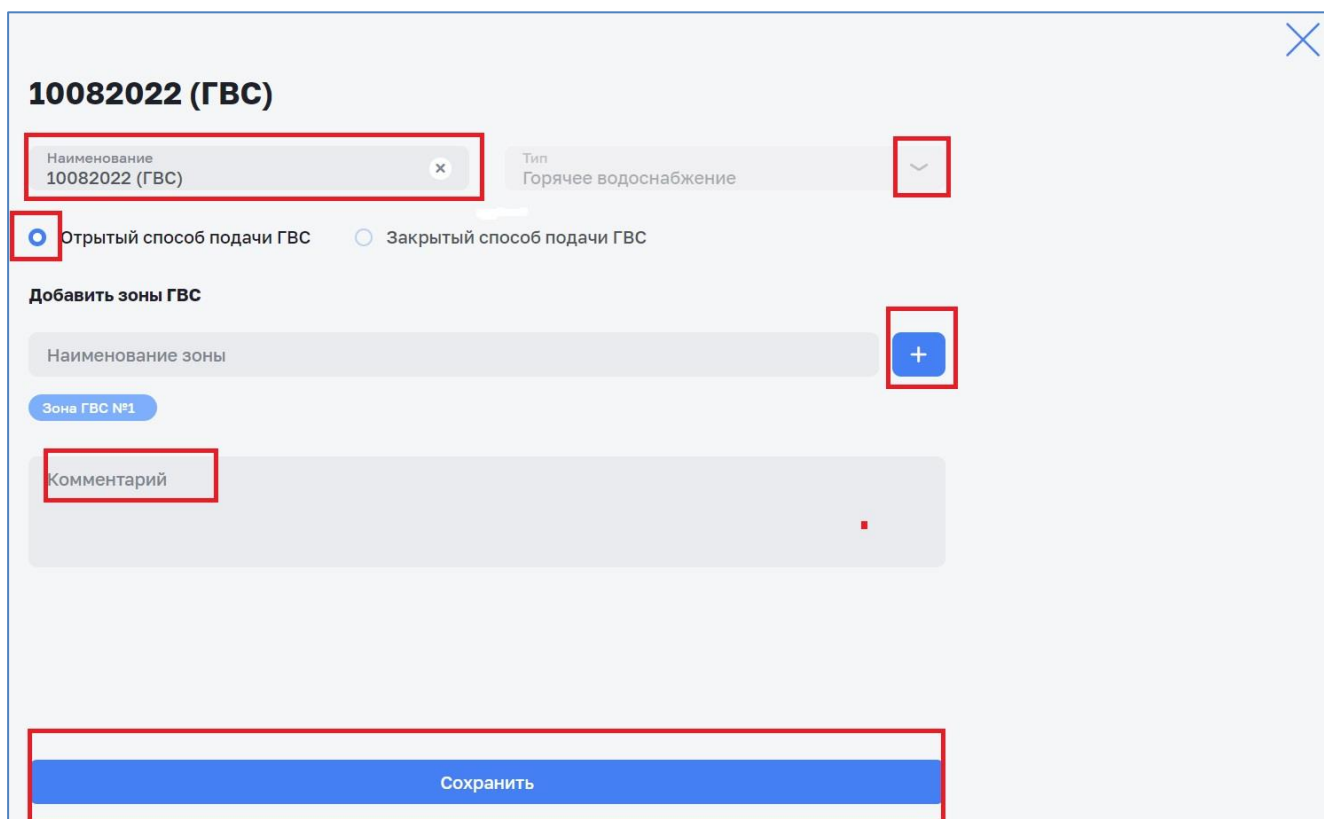 10082022 (ГВС)
Наименование
10082022 (ГВС)
Тип
Горячее водоснабжение
Отрытый способ подачи ГВС
Закрытый способ подачи ГВС
Добавить зоны ГВС
Наименование зоны
+
Зона ГВС №1
Комментарий
Сохранить